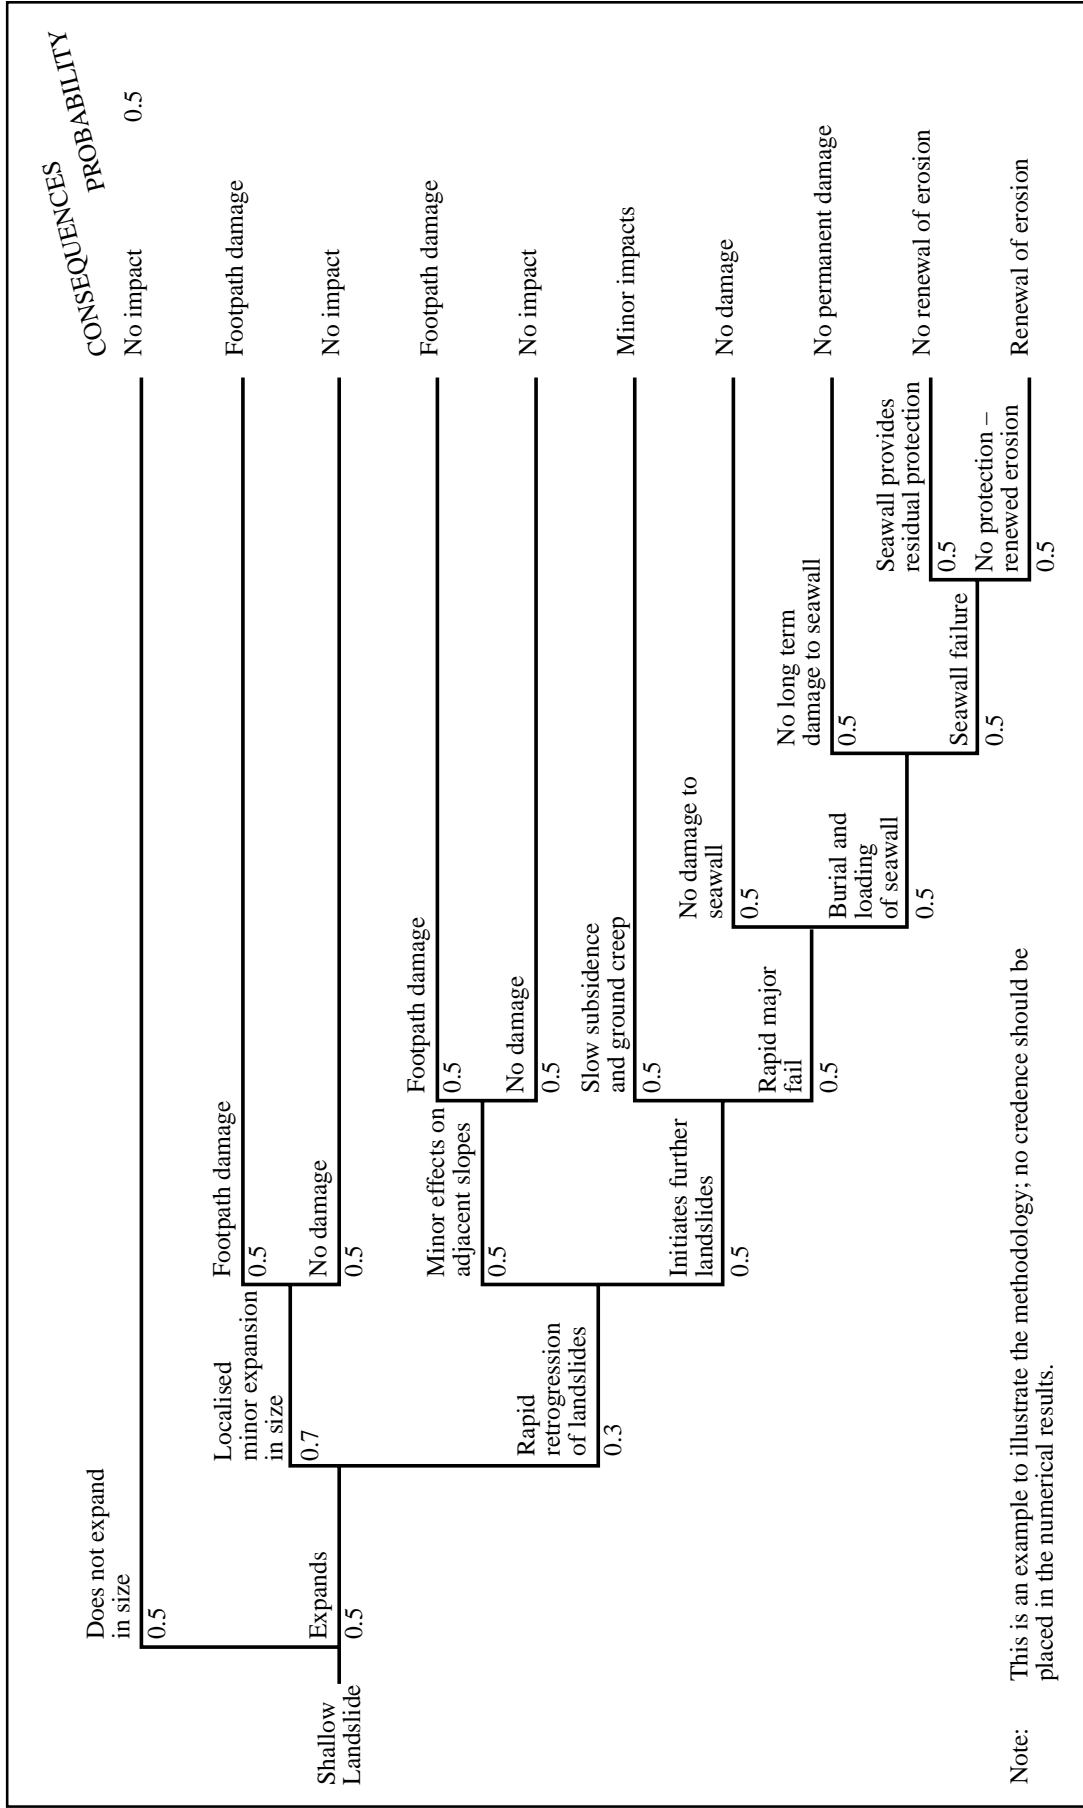 CONSEQUENCES
PROBABILITY
Does not expand
in size
0.5
No impact
0.5
Shallow
Landslide
Expands
0.5
Localised
minor expansion
in size
0.7
Footpath damage
0.5
Footpath damage
No damage
0.5
No impact
Rapid
retrogression
of landslides
0.3
Minor effects on
adjacent slopes
0.5
Footpath damage
0.5
Footpath damage
No damage
0.5
No impact
Initiates further
landslides
0.5
Slow subsidence
and ground creep
0.5
Minor impacts
Rapid major
fail
0.5
No damage to
seawall
0.5
No damage
Burial and
loading
of seawall
0.5
No long term
damage to seawall
0.5
No permanent damage
Seawall failure
0.5
Seawall provides
residual protection
0.5
No renewal of erosion
No protection –
renewed erosion
0.5
Renewal of erosion
Note: This is an example to illustrate the methodology; no credence should be
placed in the numerical results.